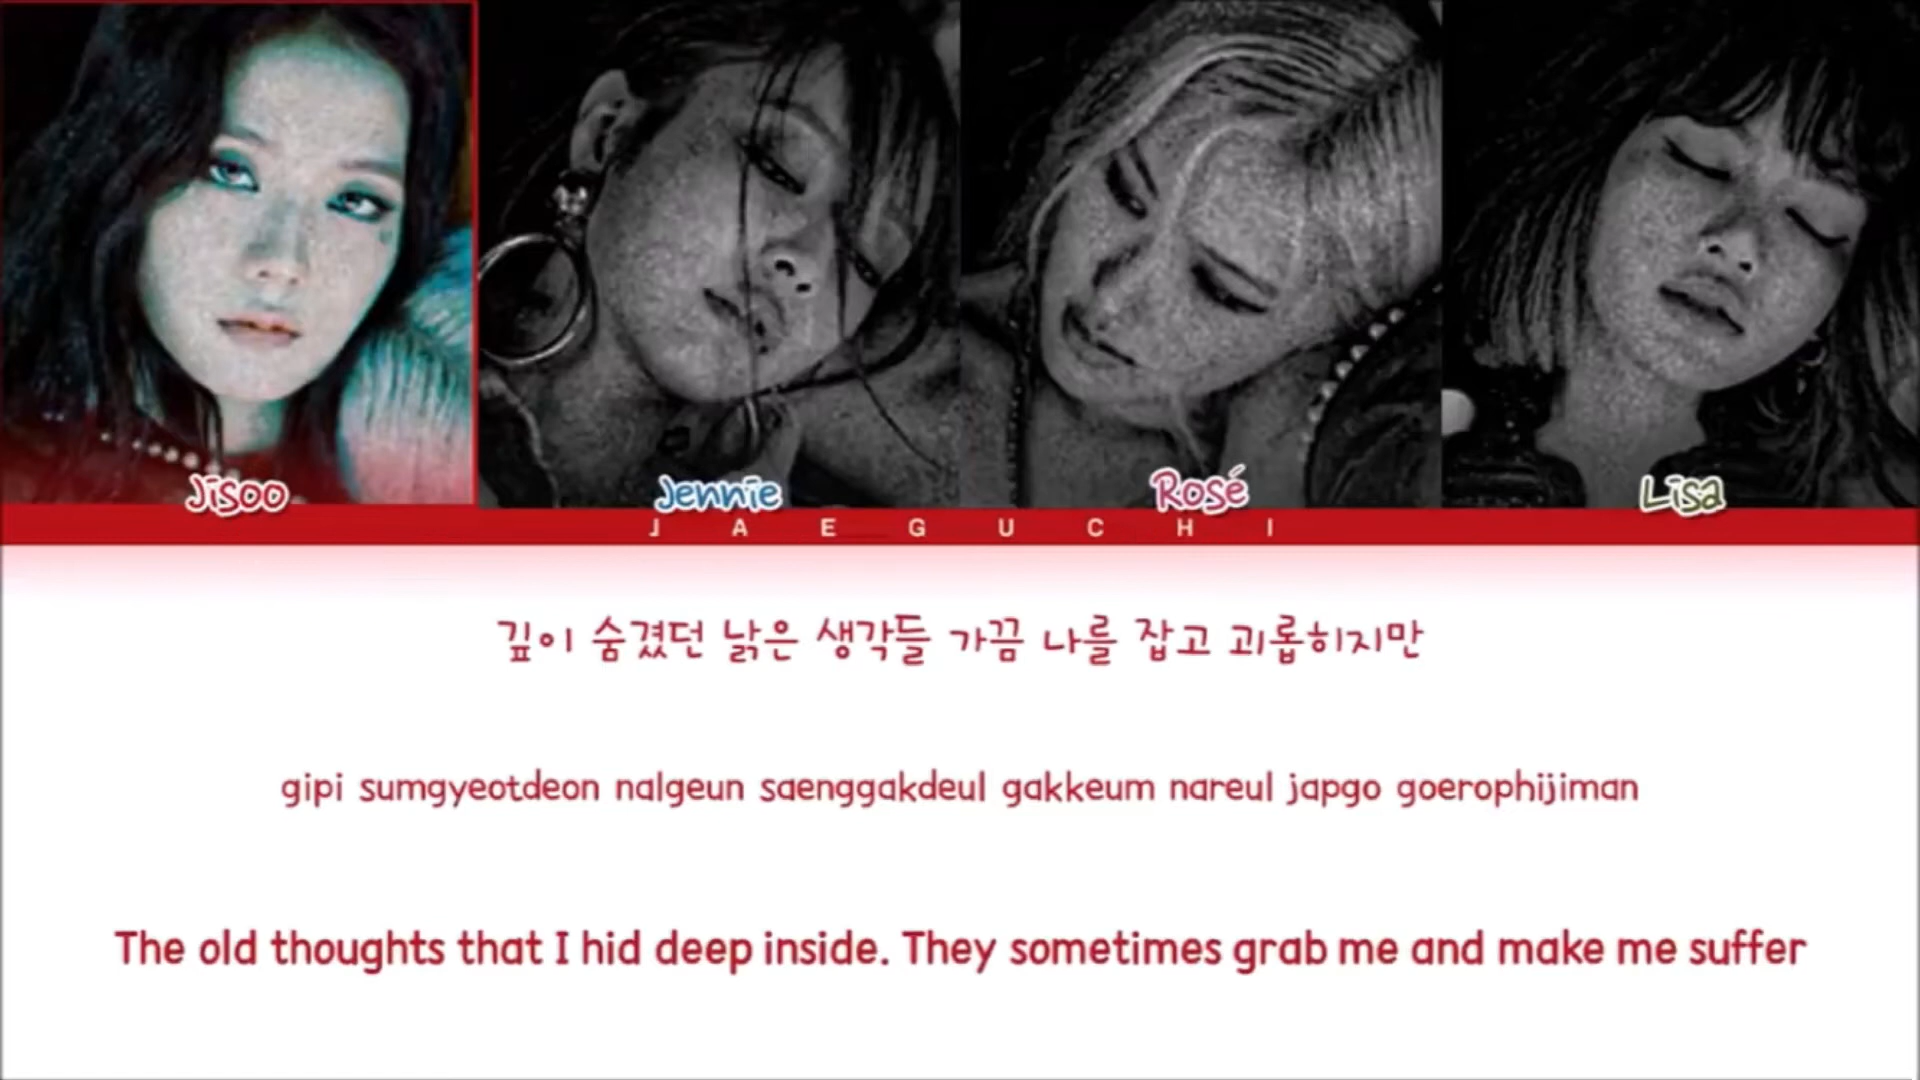 Jisoo
Jennie
Rosé
Lisa
JAEGUCHI
깊이 숨겼던 낡은 생각들 가끔 나를 잡고 괴롭히지만
gipi sumgyeotdeon nalgeun saenggakdeul gakkeum nareul japgo goerophijiman
The old thoughts that I hid deep inside. They sometimes grab me and make me suffer